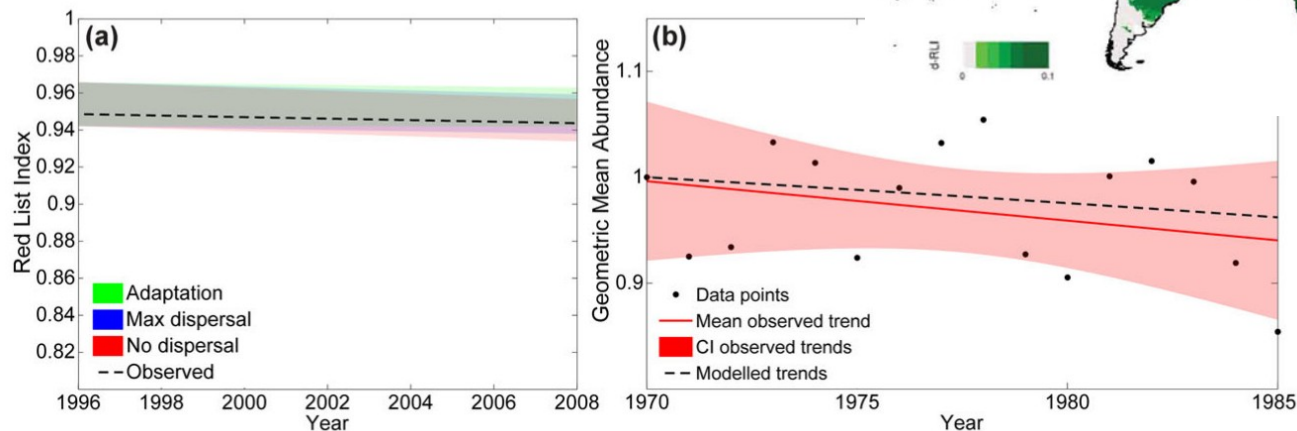 (a)
1
0.98
0.96
0.94
0.92
0.9
0.88
0.86
0.84
0.82
Red List Index
Adaptation
Max dispersal
No dispersal
Observed
1996 1998 2000 2002 2004 2006 2008
Year
(b)
d-RLI
0 0.1
1.1
1
0.9
Geometric Mean Abundance
Data points
Mean observed trend
CI observed trends
Modelled trends
1970 1975 1980 1985
Year